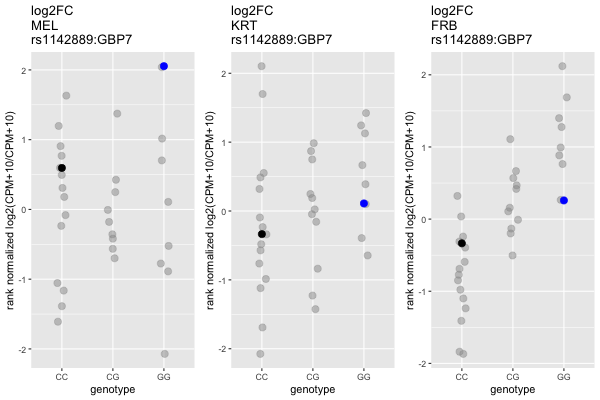 log2FC
MEL
rs1142889:GBP7
rank normalized log2(CPM+10/CPM+10)
2
1
0
-1
-2
CC
CG
GG
genotype
log2FC
KRT
rs1142889:GBP7
rank normalized log2(CPM+10/CPM+10)
2
1
0
-1
-2
CC
CG
GG
genotype
log2FC
FRB
rs1142889:GBP7
rank normalized log2(CPM+10/CPM+10)
2
1
0
-1
-2
CC
CG
GG
genotype